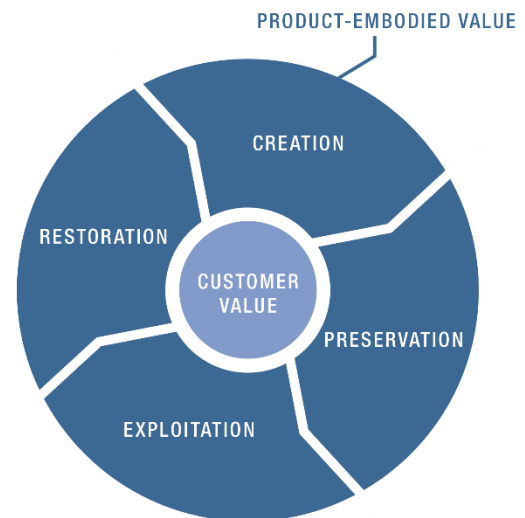 PRODUCT-EMBODIED VALUE
CREATION
RESTORATION
CUSTOMER
VALUE
PRESERVATION
EXPLOITATION